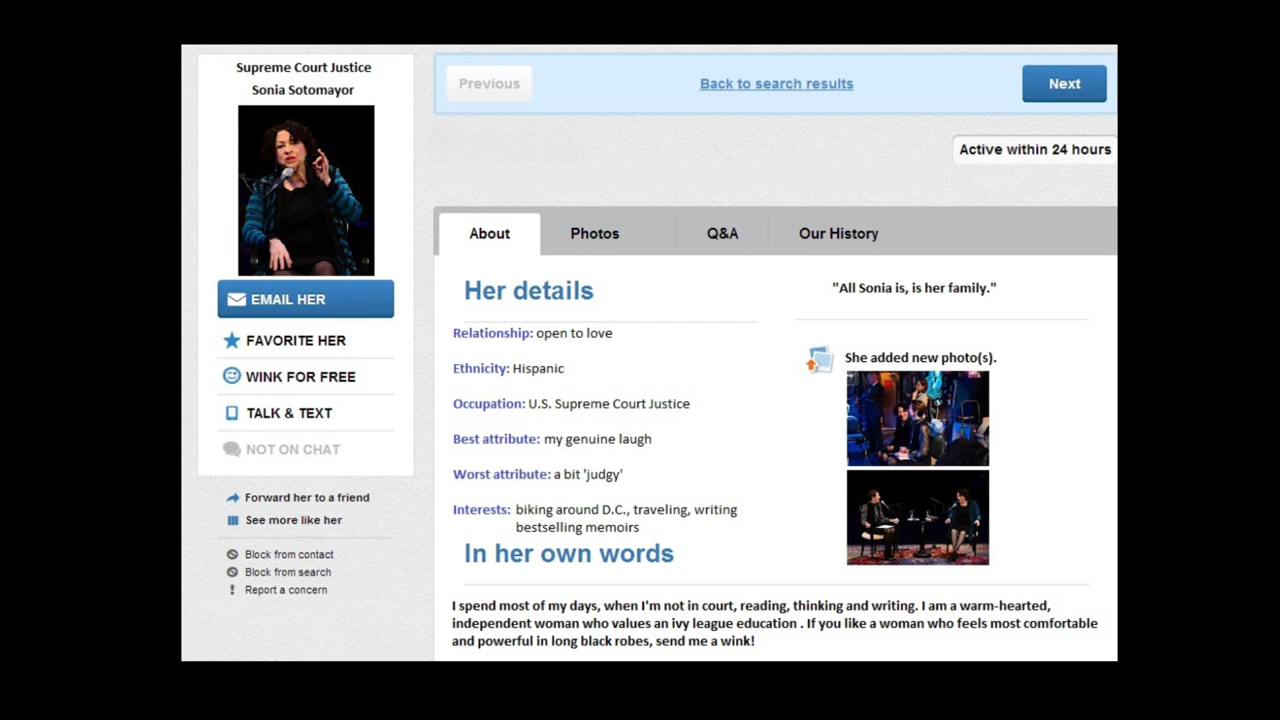 Supreme Court Justice
Sonia Sotomayor
EMAIL HER
FAVORITE HER
WINK FOR FREE
TALK & TEXT
NOT ON CHAT
Forward her to a friend
See more like her
Block from contact
Block from search
Report a concern
Previous
Back to search results
Next
Active within 24 hours
About
Photos
Q&A
Our History
Her details
Relationship: open to love
Ethnicity: Hispanic
Occupation: U.S. Supreme Court Justice
Best attribute: my genuine laugh
Worst attribute: a bit 'judgy'
Interests: biking around D.C., traveling, writing
bestselling memoirs
"All Sonia is, is her family."
She added new photo(s).
In her own words
I spend most of my days, when I'm not in court, reading, thinking and writing. I am a warm-hearted,
independent woman who values an ivy league education . If you like a woman who feels most comfortable
and powerful in long black robes, send me a wink!